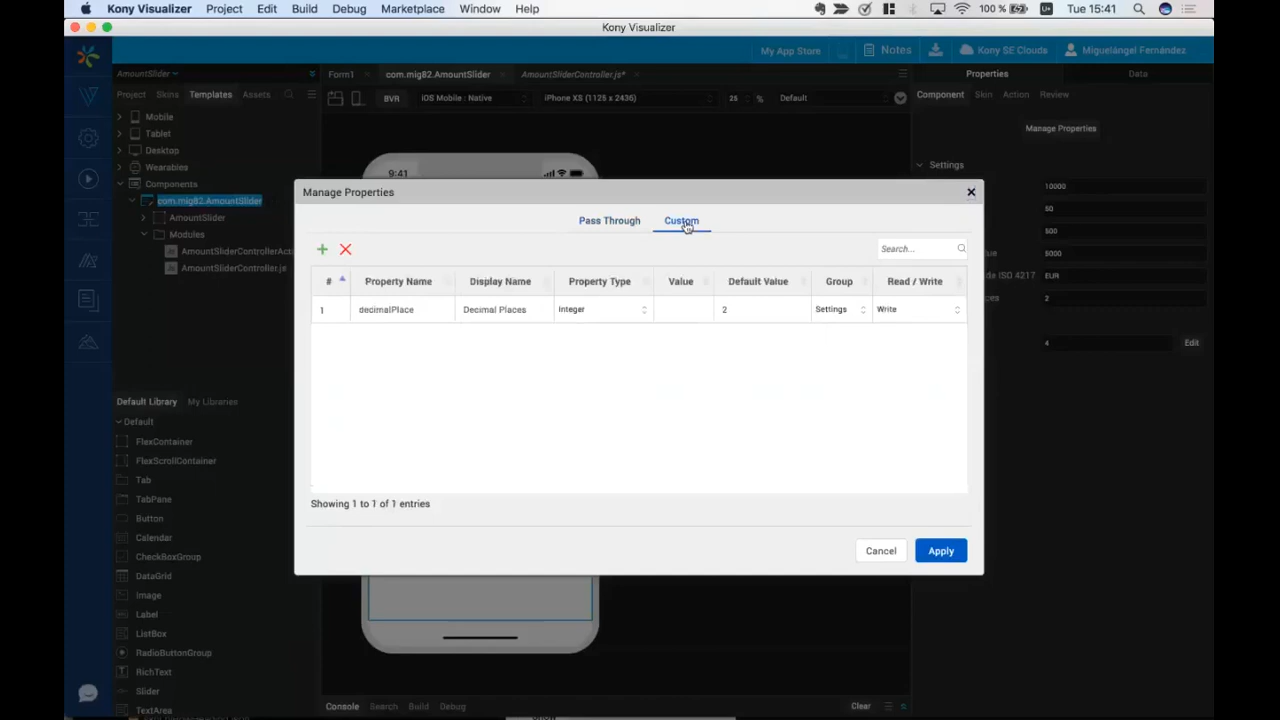 Kony Visualizer Project Edit Build Debug Marketplace Window Help 100 % Tue 15:41
Kony Visualizer
My App Store Notes Kony SE Clouds Miguelángel Fernández
AmountSlider Form1 com.mig82.AmountSlider AmountSliderController.js* Properties Data
Project Skins Templates Assets BVR iOS Mobile : Native iPhone XS (1125 x 2436) 25 % Default Component Skin Action Review
Mobile
Tablet
Desktop
Wearables
Components
com.mig82.AmountSlider
AmountSlider
Modules
AmountSliderControllerAct
AmountSliderController.js
Manage Properties
Settings
10000
50
500
5000
EUR
2
4 Edit
9:41
Manage Properties
Pass Through Custom
Search...
# Property Name Display Name Property Type Value Default Value Group Read / Write
1 decimalPlace Decimal Places Integer 2 Settings Write
Showing 1 to 1 of 1 entries
Cancel Apply
Default Library My Libraries
Default
FlexContainer
FlexScrollContainer
Tab
TabPane
Button
Calendar
CheckBoxGroup
DataGrid
Image
Label
ListBox
RadioButtonGroup
RichText
Slider
TextArea
ue
de ISO 4217
ces
Console Search Build Debug Clear